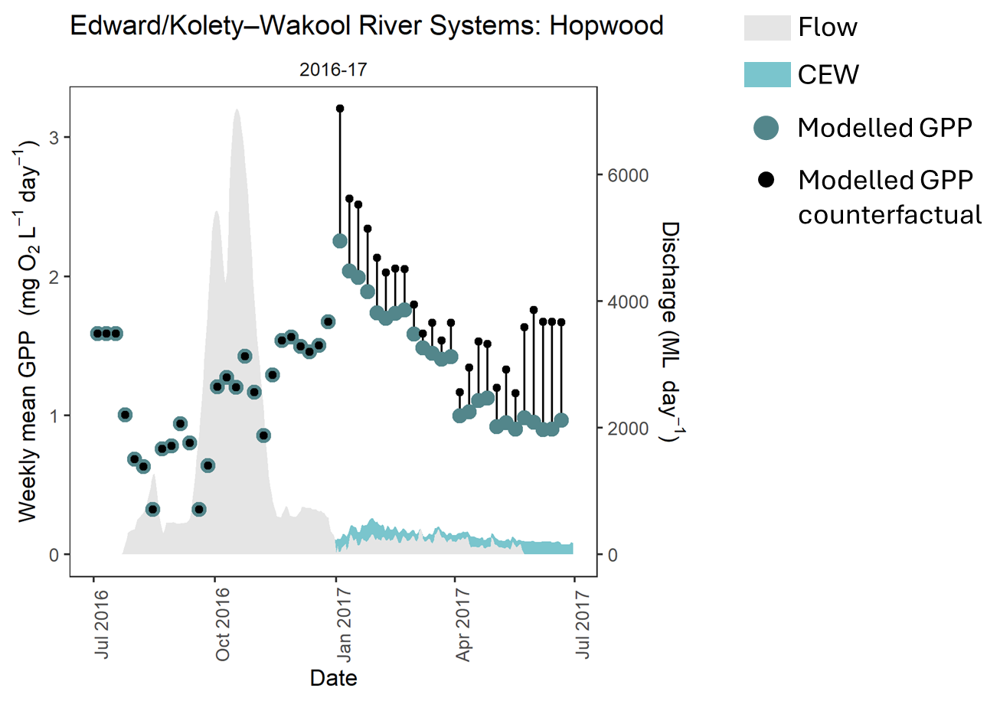 Edward/Kolety–Wakool River Systems: Hopwood
2016-17
Flow
CEW
Modelled GPP
Modelled GPP
counterfactual
Weekly mean GPP (mg O₂ L⁻¹ day⁻¹)
3
2
1
0
6000
4000
2000
0
Discharge (ML day⁻¹)
Jul 2016
Oct 2016
Jan 2017
Apr 2017
Jul 2017
Date